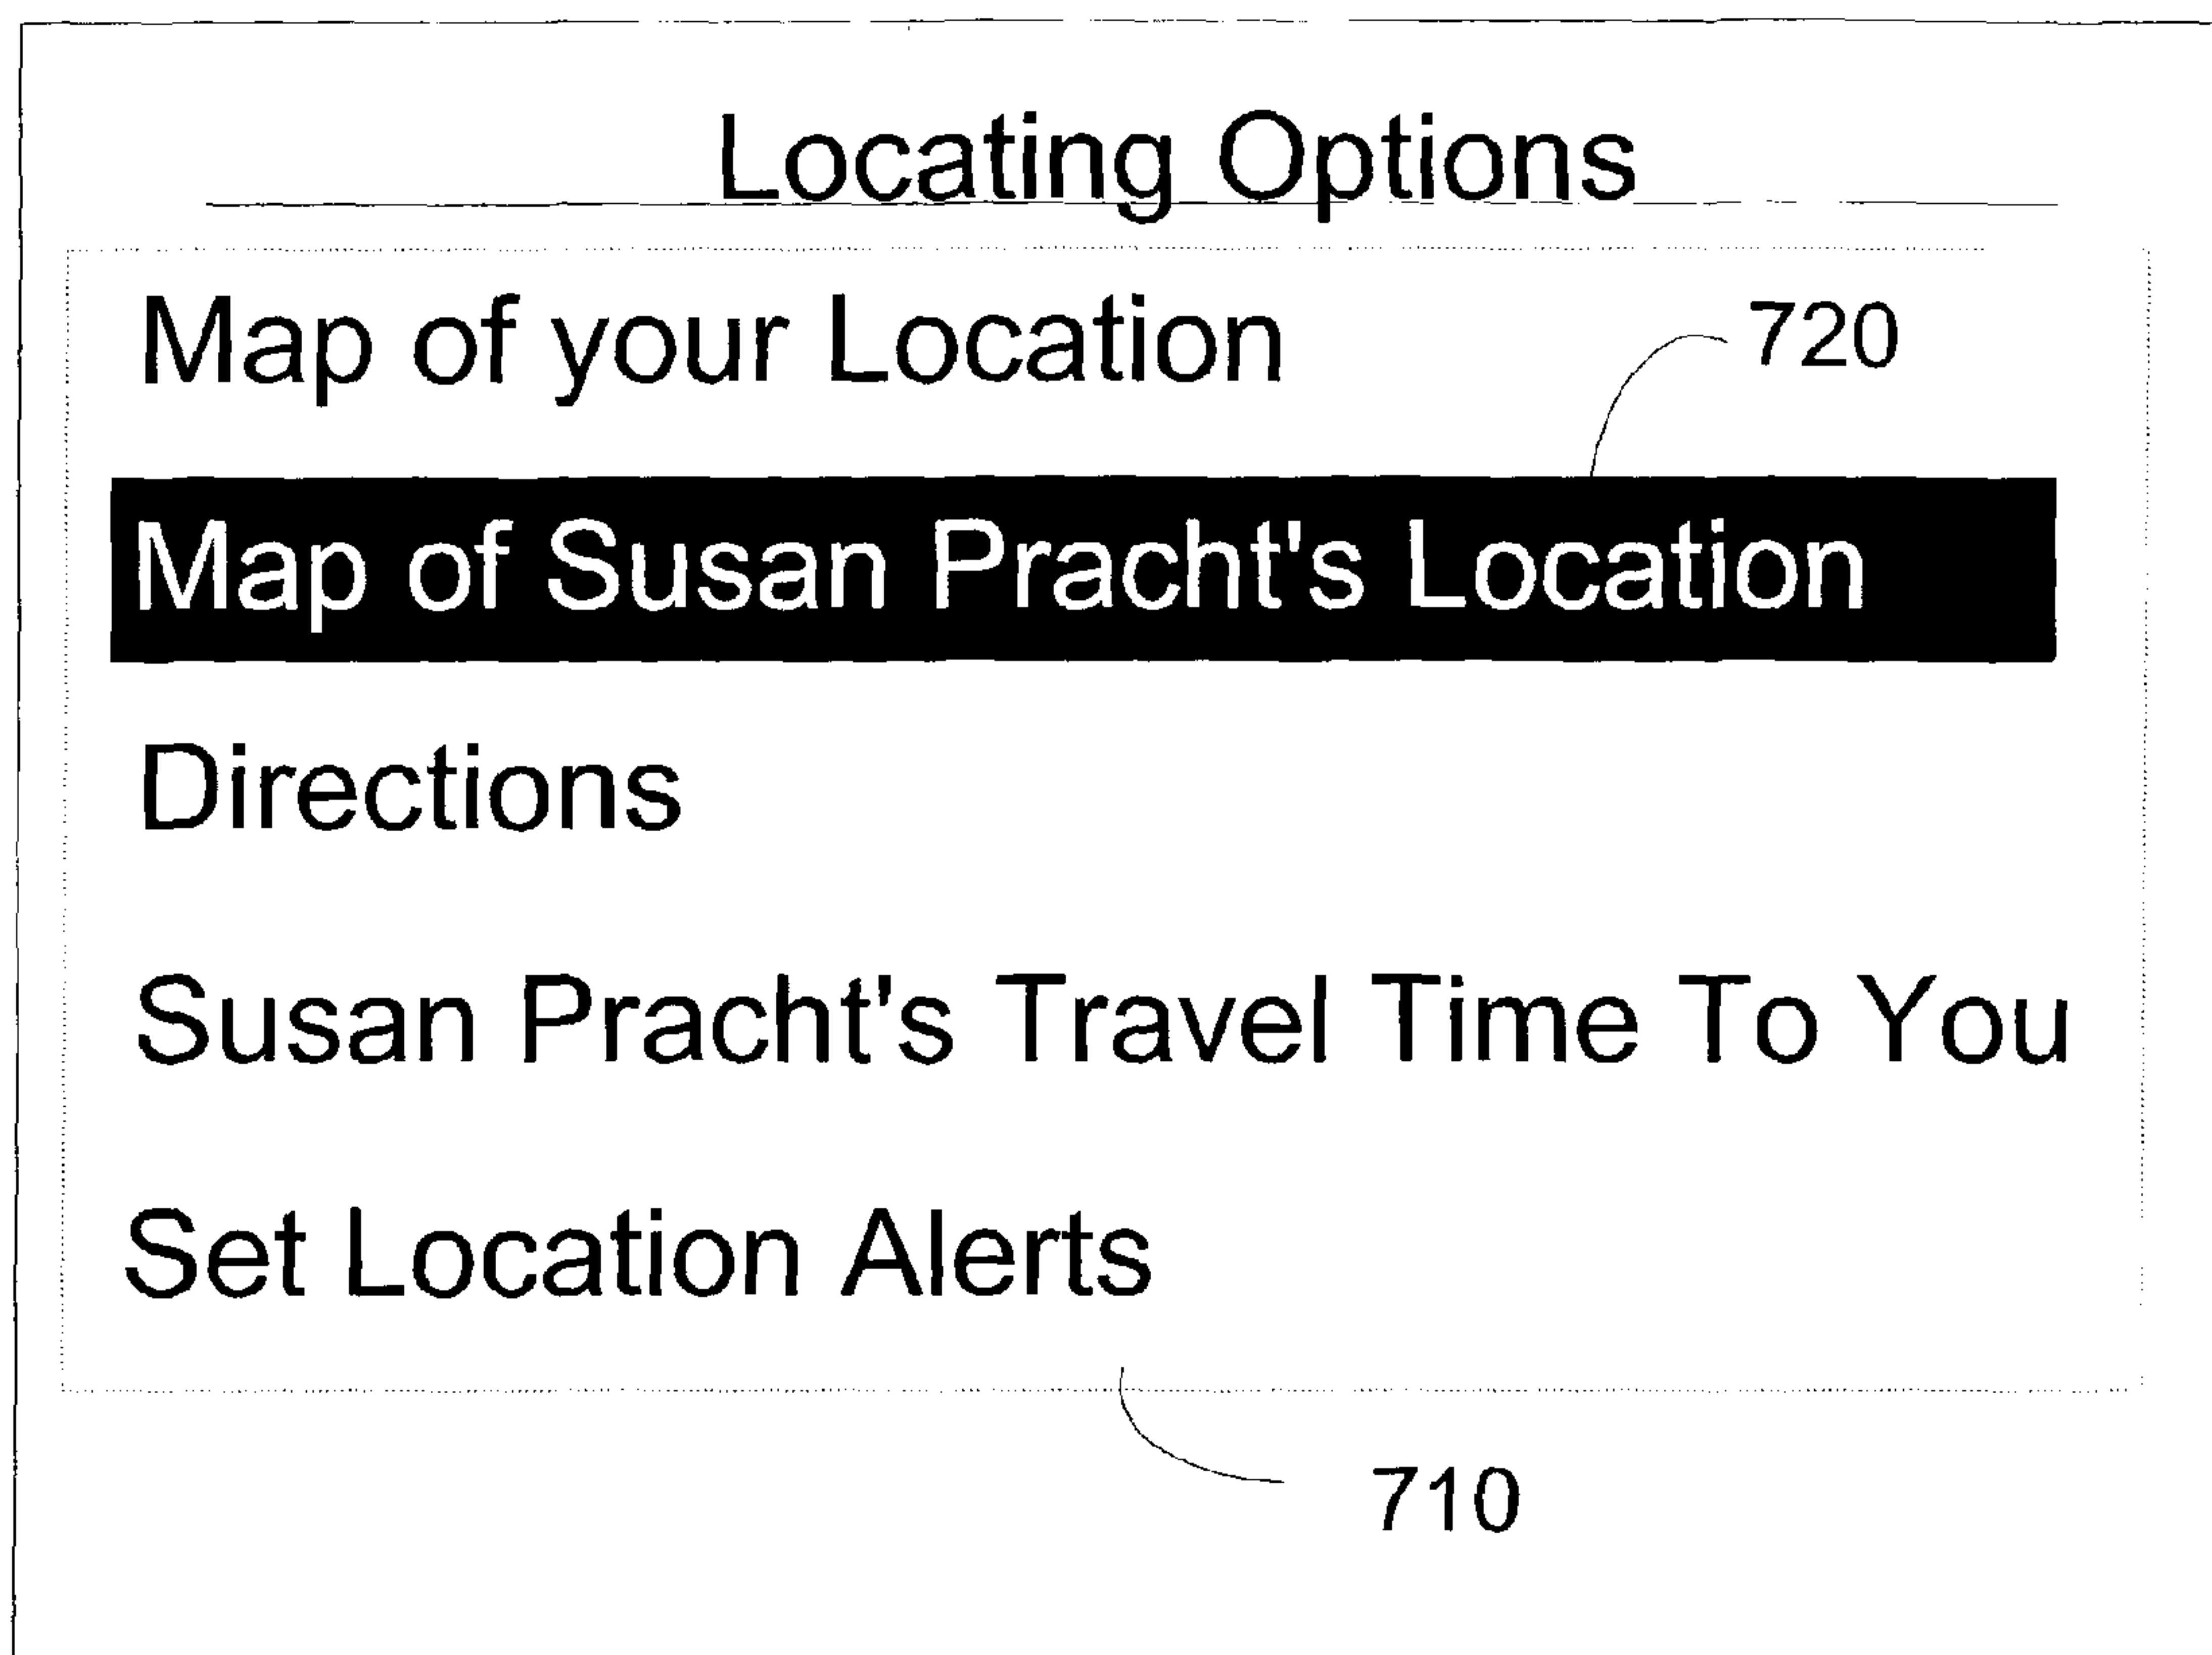 Locating Options
Map of your Location
720
Map of Susan Pracht's Location
Directions
Susan Pracht's Travel Time To You
Set Location Alerts
710